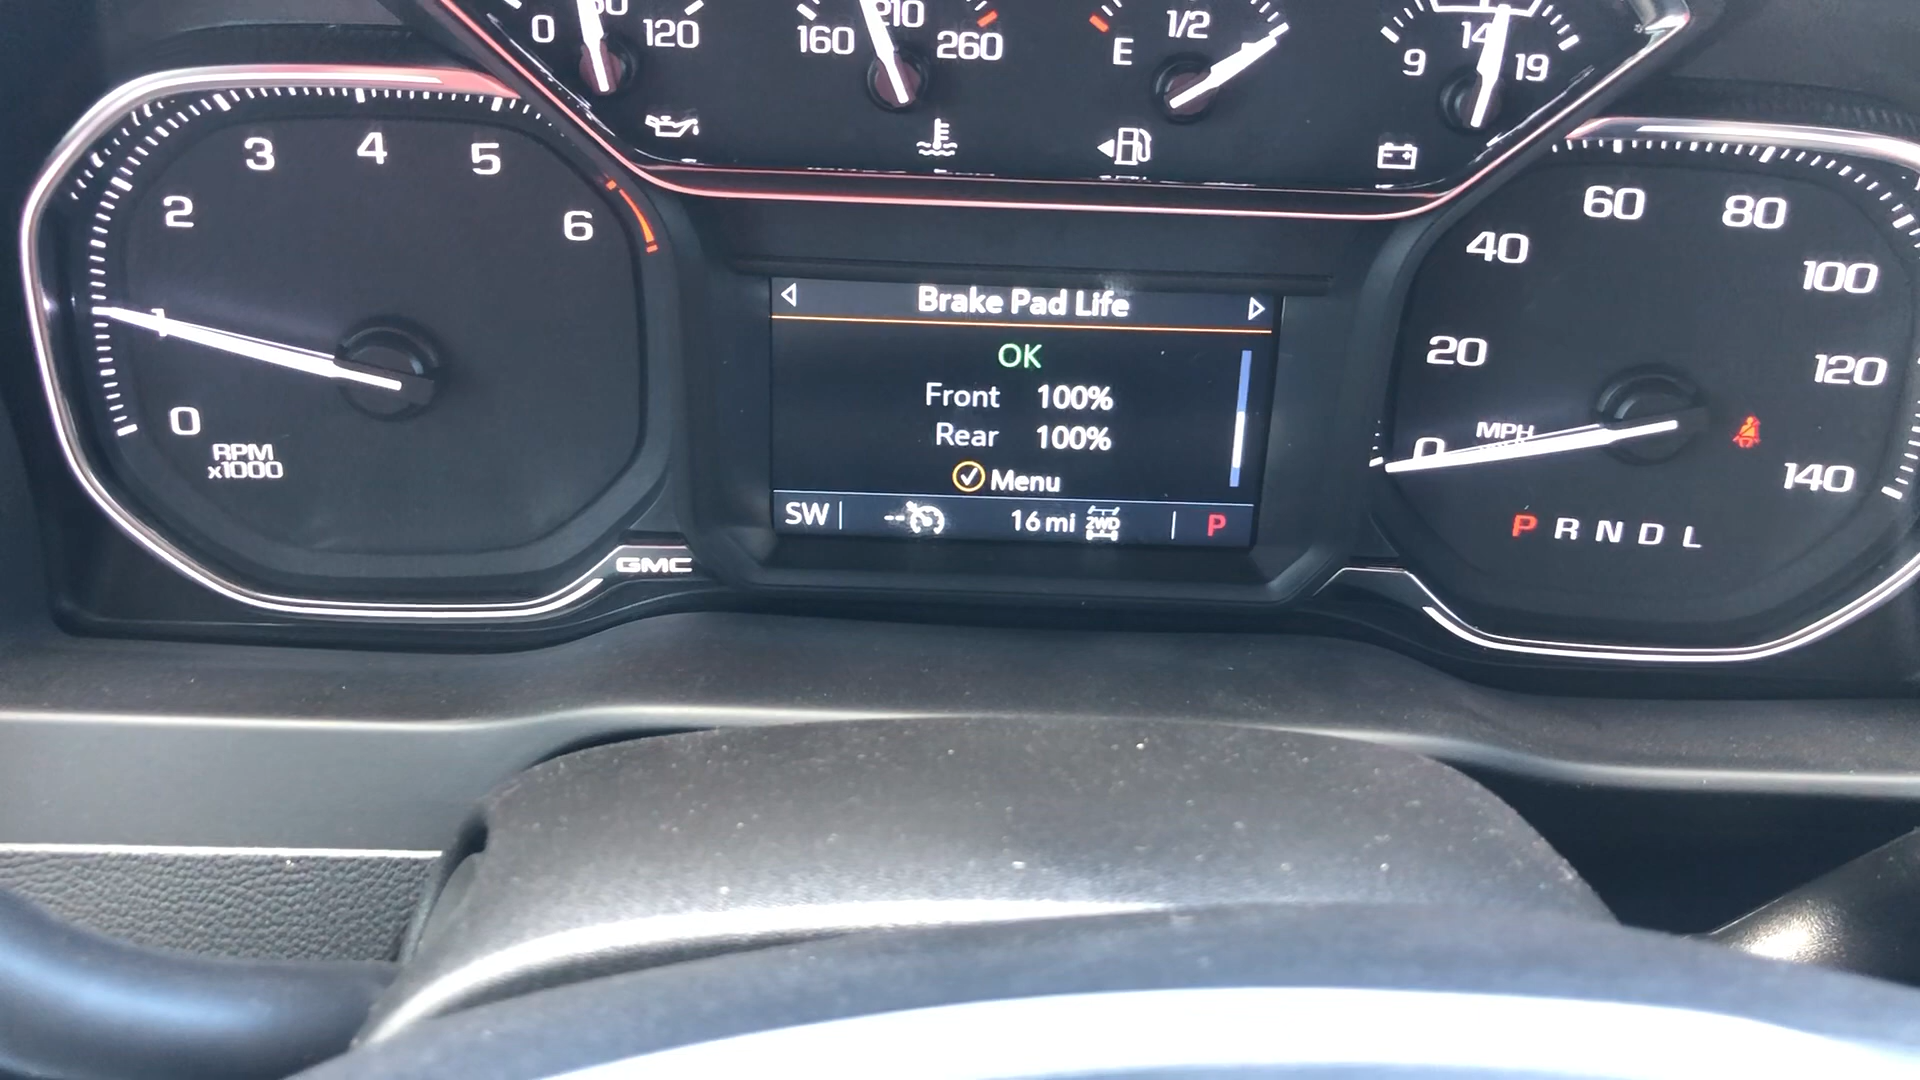 0 120
160 210 260
E 1/2
9 14 19
0 1 2 3 4 5 6
RPM
x1000
Brake Pad Life
OK
Front 100%
Rear 100%
Menu
SW 16 mi 2WD P
GMC
0 20 40 60 80 100 120 140
MPH
P R N D L